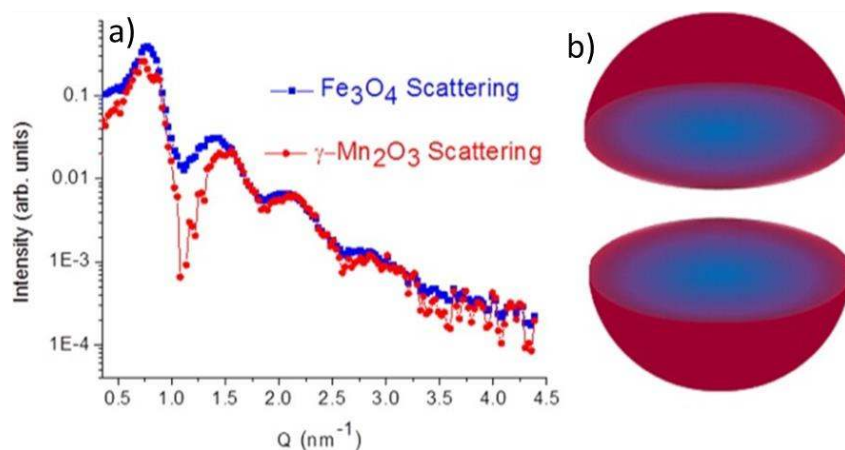 a)
b)
Fe₃O₄ Scattering
γ-Mn₂O₃ Scattering
Intensity (arb. units)
0.1
0.01
1E-3
1E-4
0.5 1.0 1.5 2.0 2.5 3.0 3.5 4.0 4.5
Q (nm⁻¹)